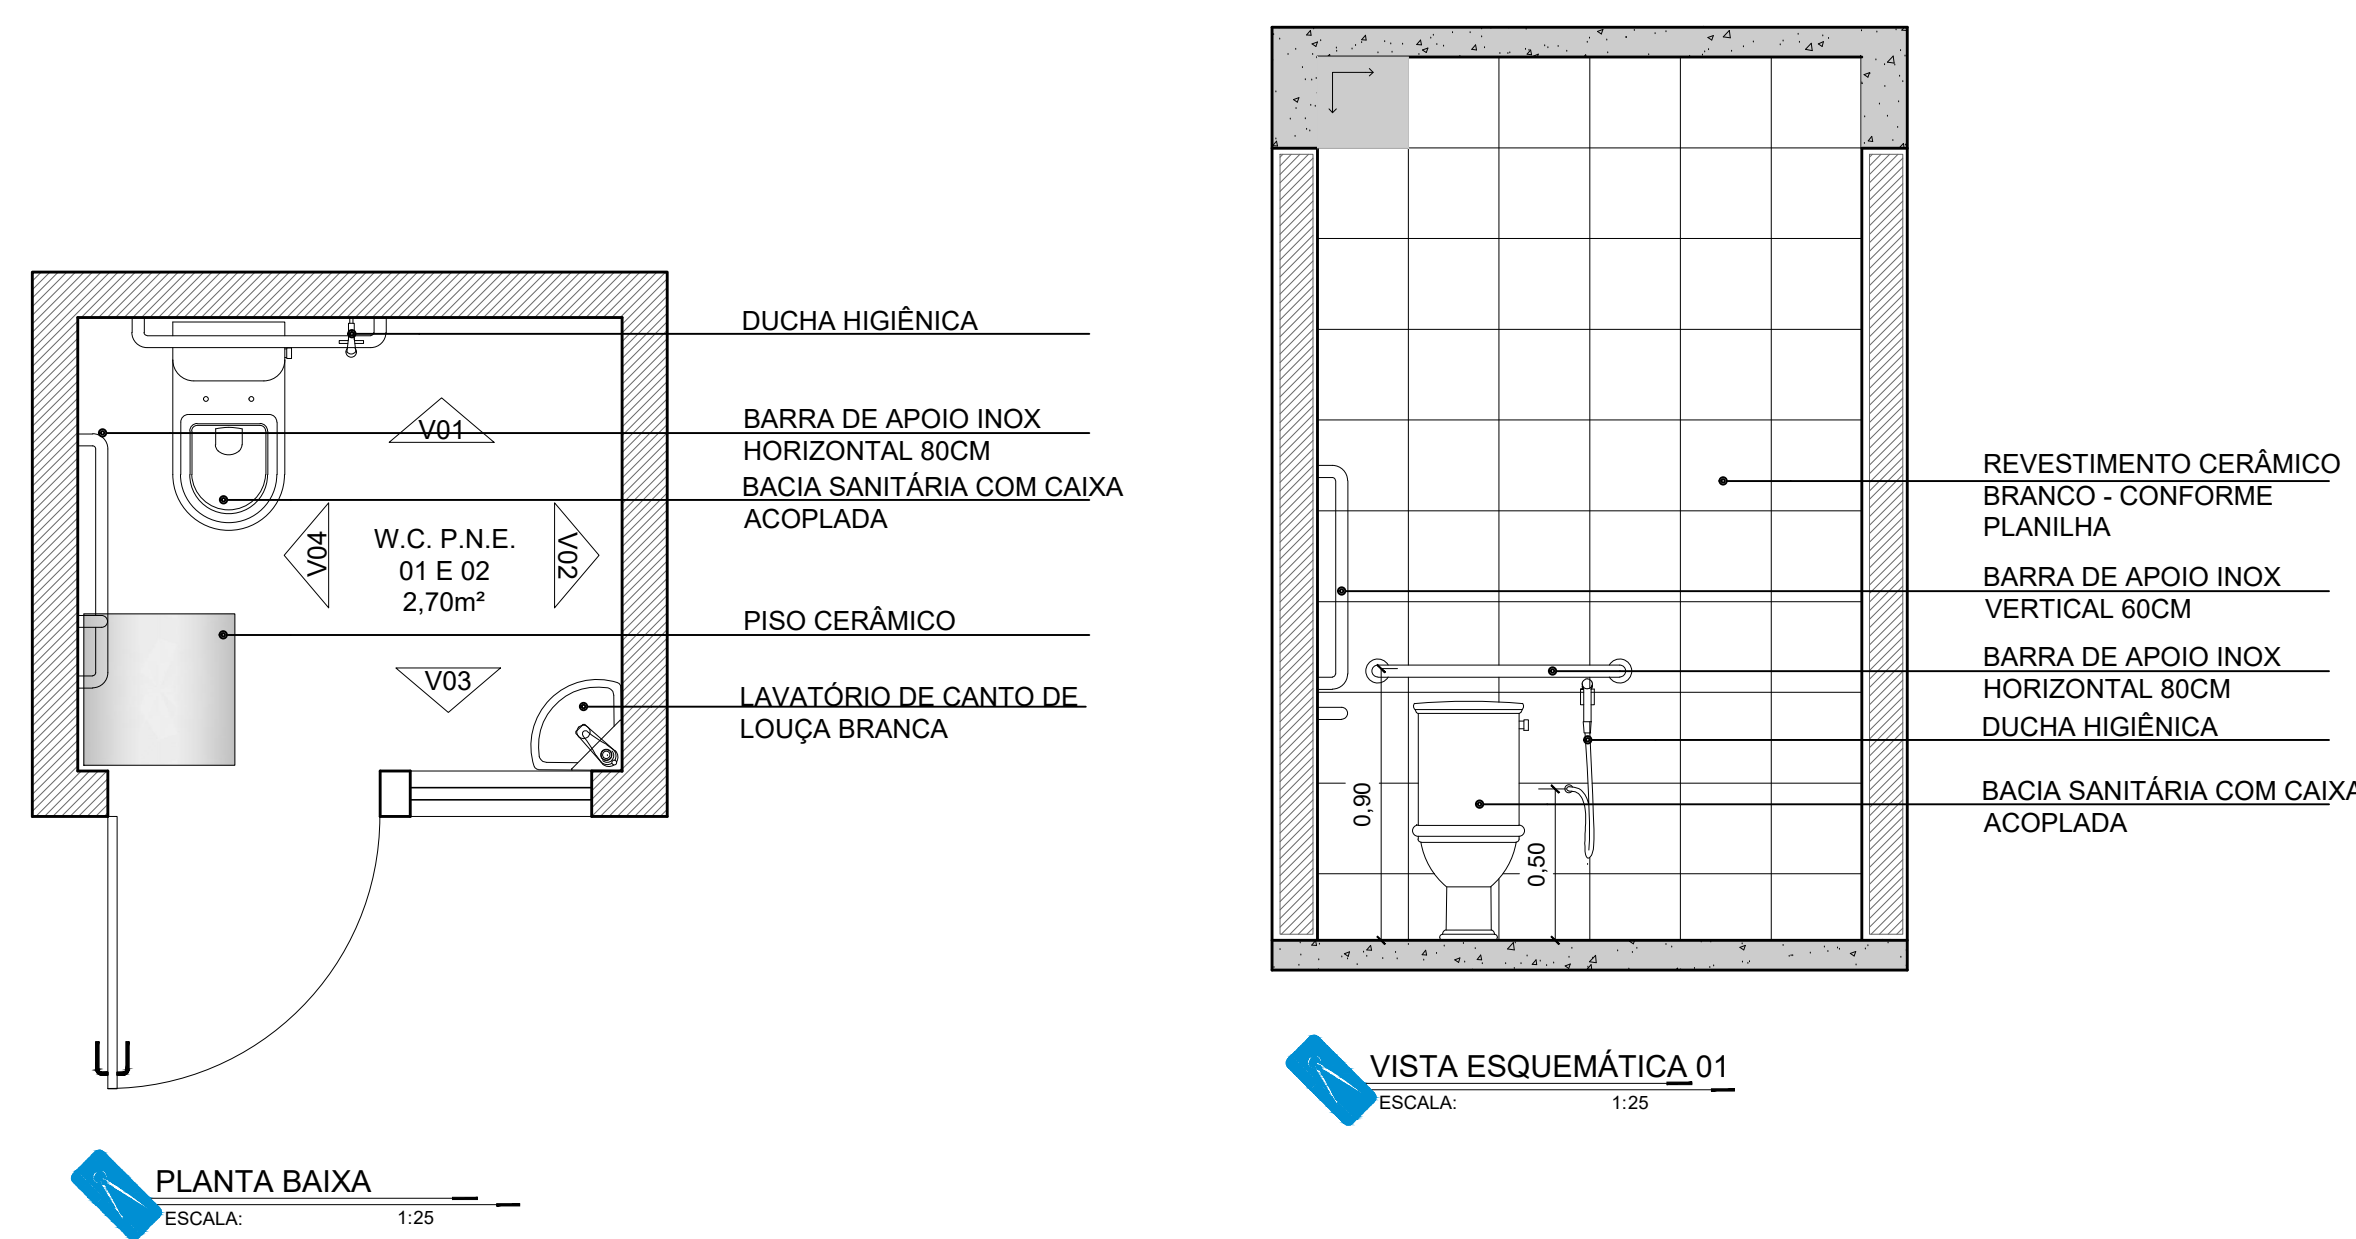 DUCHA HIGIÊNICA
BARRA DE APOIO INOX
HORIZONTAL 80CM
BACIA SANITÁRIA COM CAIXA
ACOPLADA
V01
V04
W.C. P.N.E.
01 E 02
2,70m²
V02
PISO CERÂMICO
V03
LAVATÓRIO DE CANTO DE
LOUÇA BRANCA
PLANTA BAIXA
ESCALA: 1:25
REVESTIMENTO CERÂMICO
BRANCO - CONFORME
PLANILHA
BARRA DE APOIO INOX
VERTICAL 60CM
BARRA DE APOIO INOX
HORIZONTAL 80CM
DUCHA HIGIÊNICA
BACIA SANITÁRIA COM CAIXA
ACOPLADA
0,90
0,50
VISTA ESQUEMÁTICA 01
ESCALA: 1:25